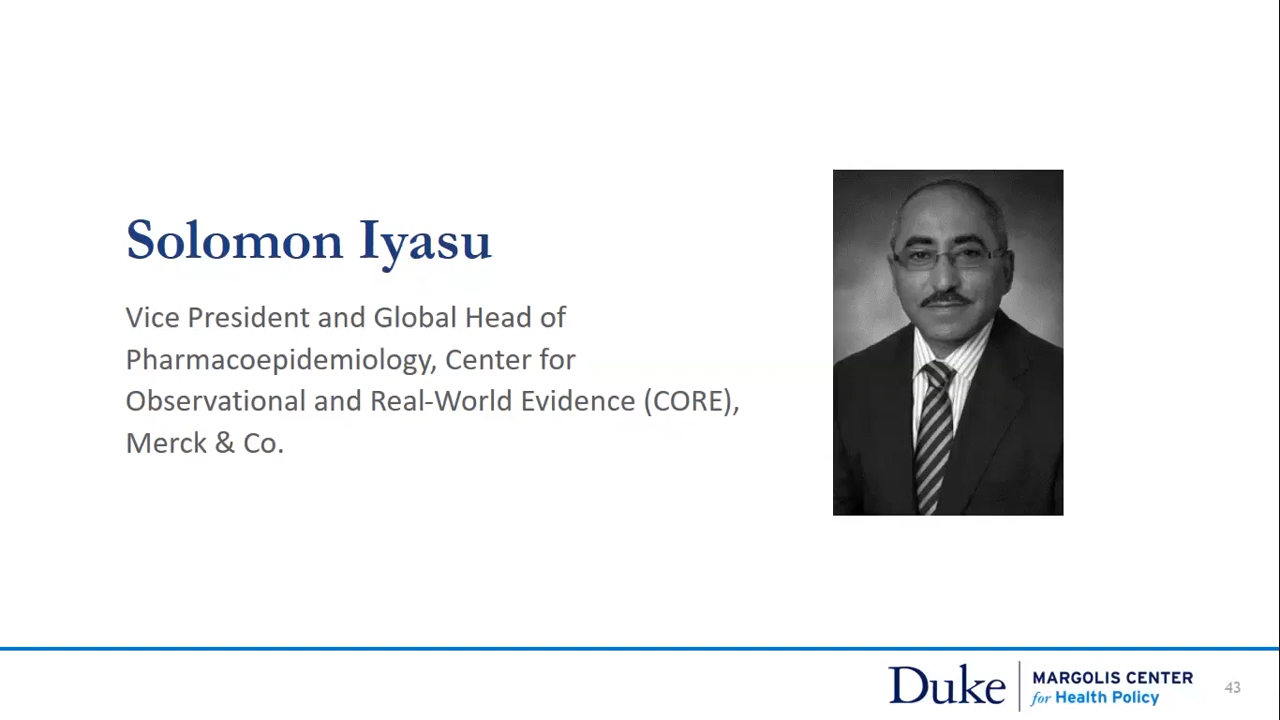 Solomon Iyasu
Vice President and Global Head of
Pharmacoepidemiology, Center for
Observational and Real-World Evidence (CORE),
Merck & Co.
Duke
MARGOLIS CENTER
for Health Policy
43